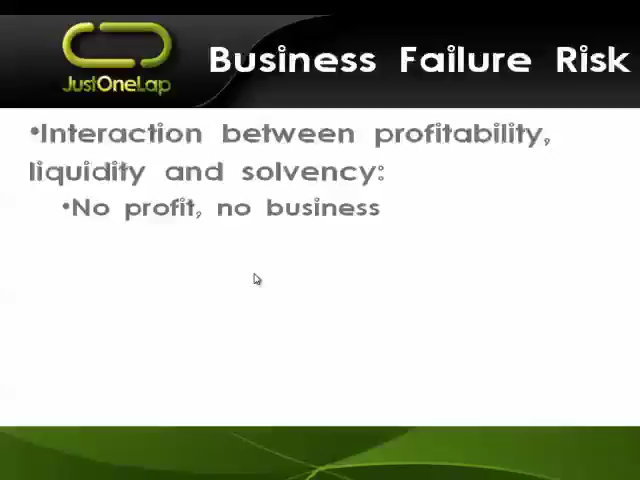 JustOneLap
Business Failure Risk
•Interaction between profitability,
liquidity and solvency:
•No profit, no business